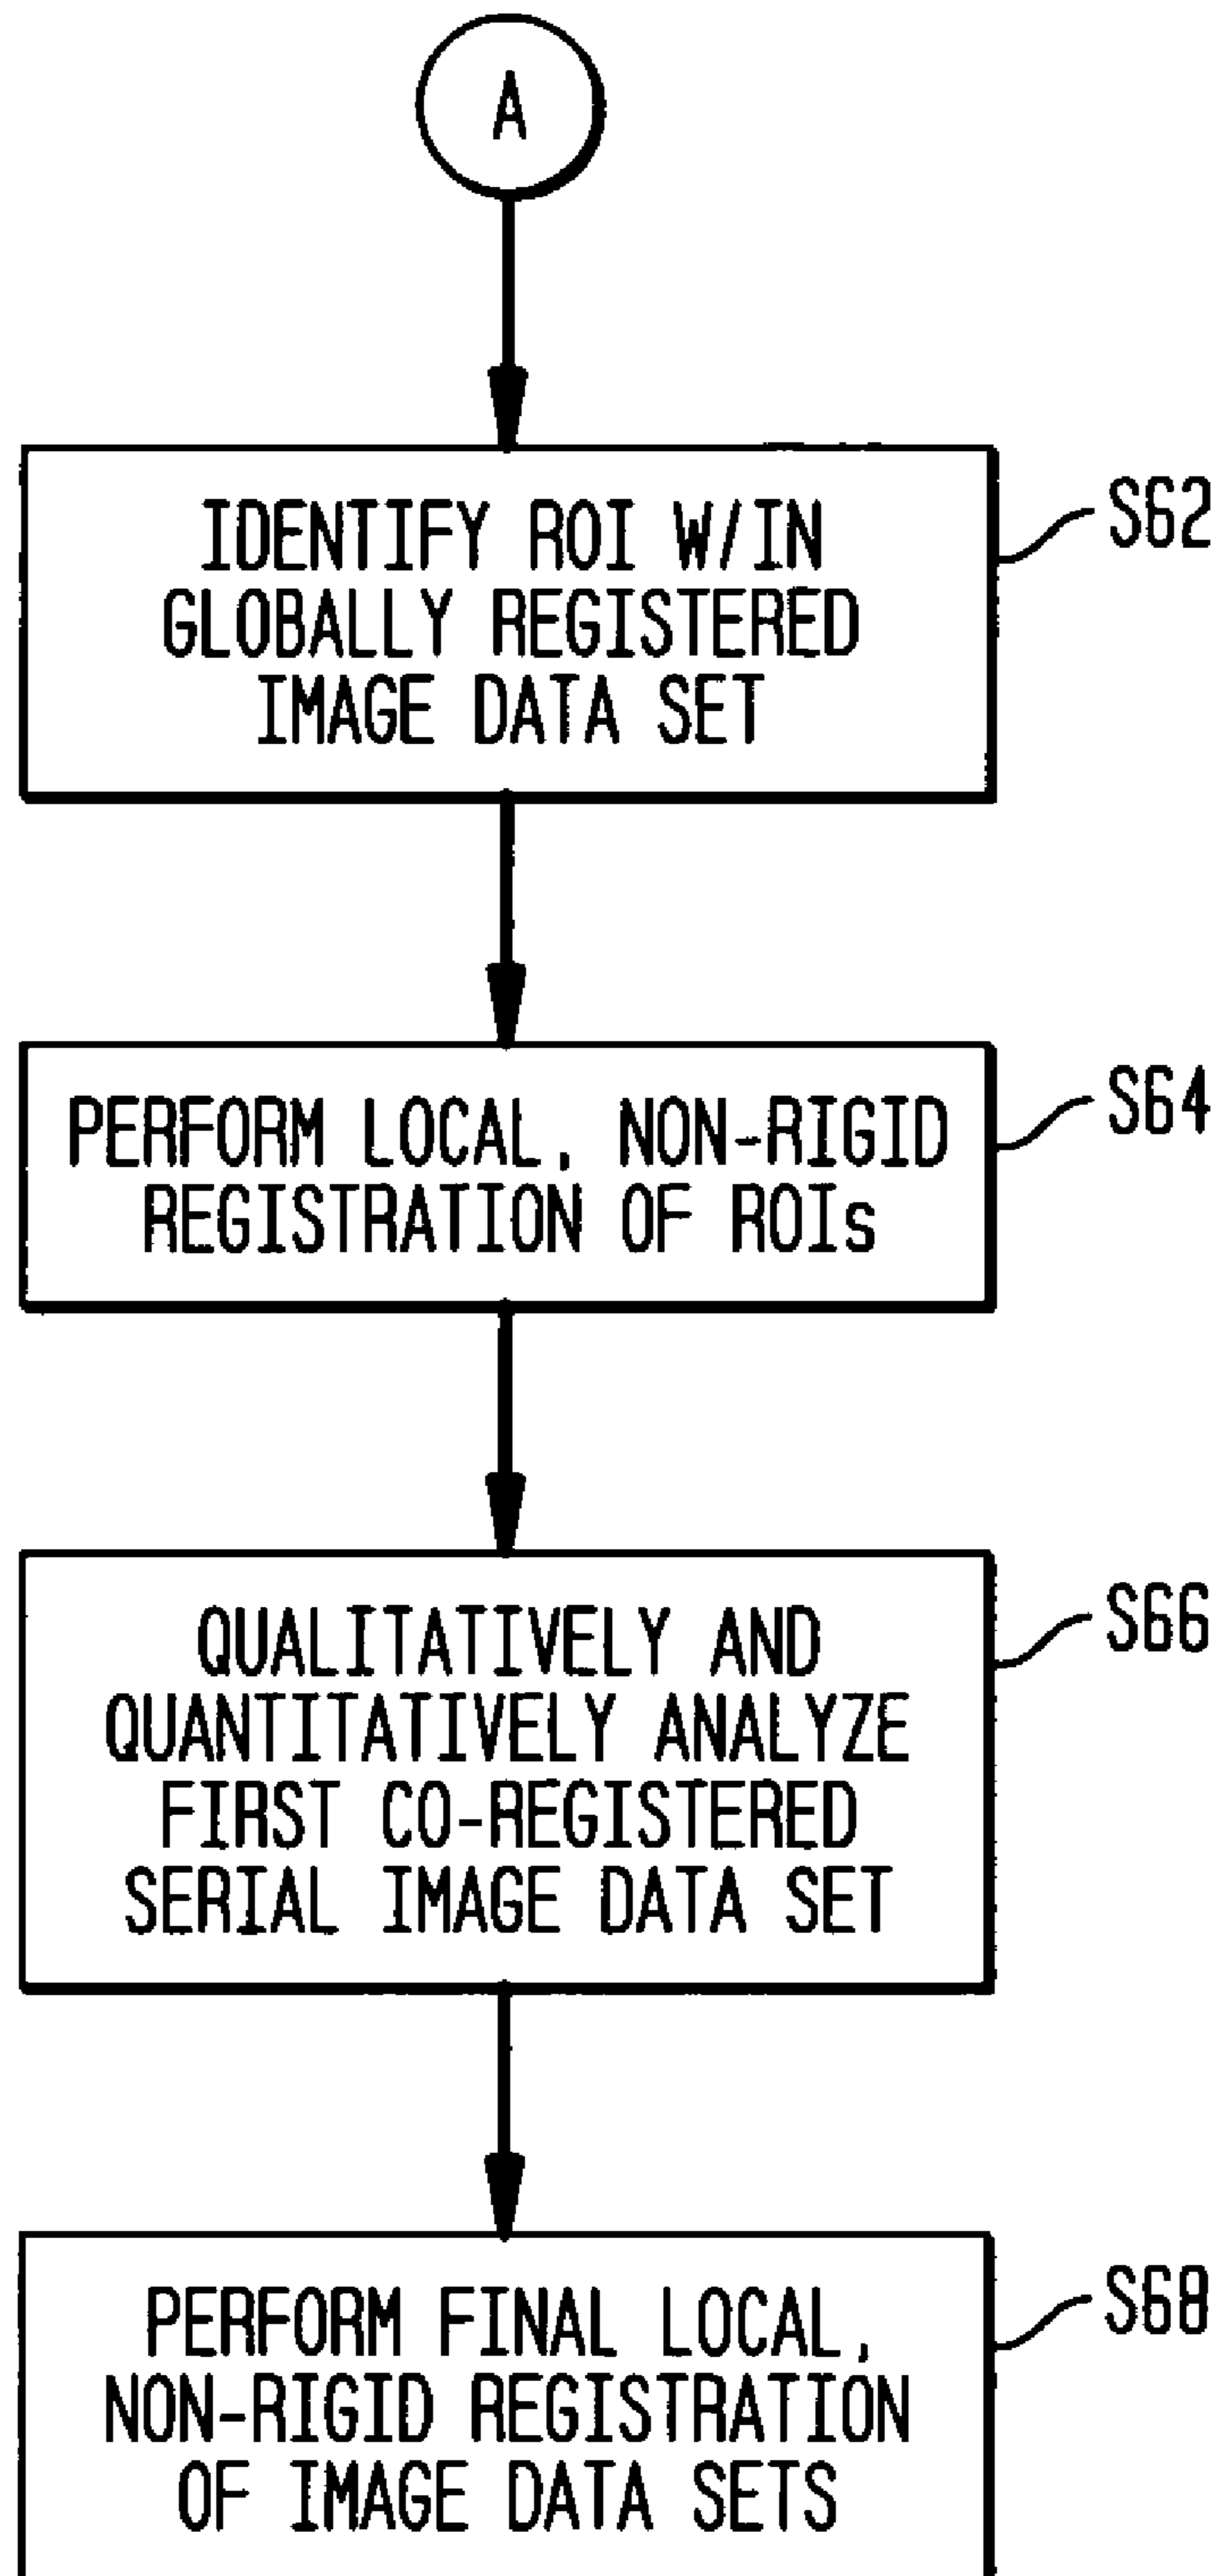 A
IDENTIFY ROI W/IN
GLOBALLY REGISTERED
IMAGE DATA SET
S62
PERFORM LOCAL, NON-RIGID
REGISTRATION OF ROIs
S64
QUALITATIVELY AND
QUANTITATIVELY ANALYZE
FIRST CO-REGISTERED
SERIAL IMAGE DATA SET
S66
PERFORM FINAL LOCAL,
NON-RIGID REGISTRATION
OF IMAGE DATA SETS
S68